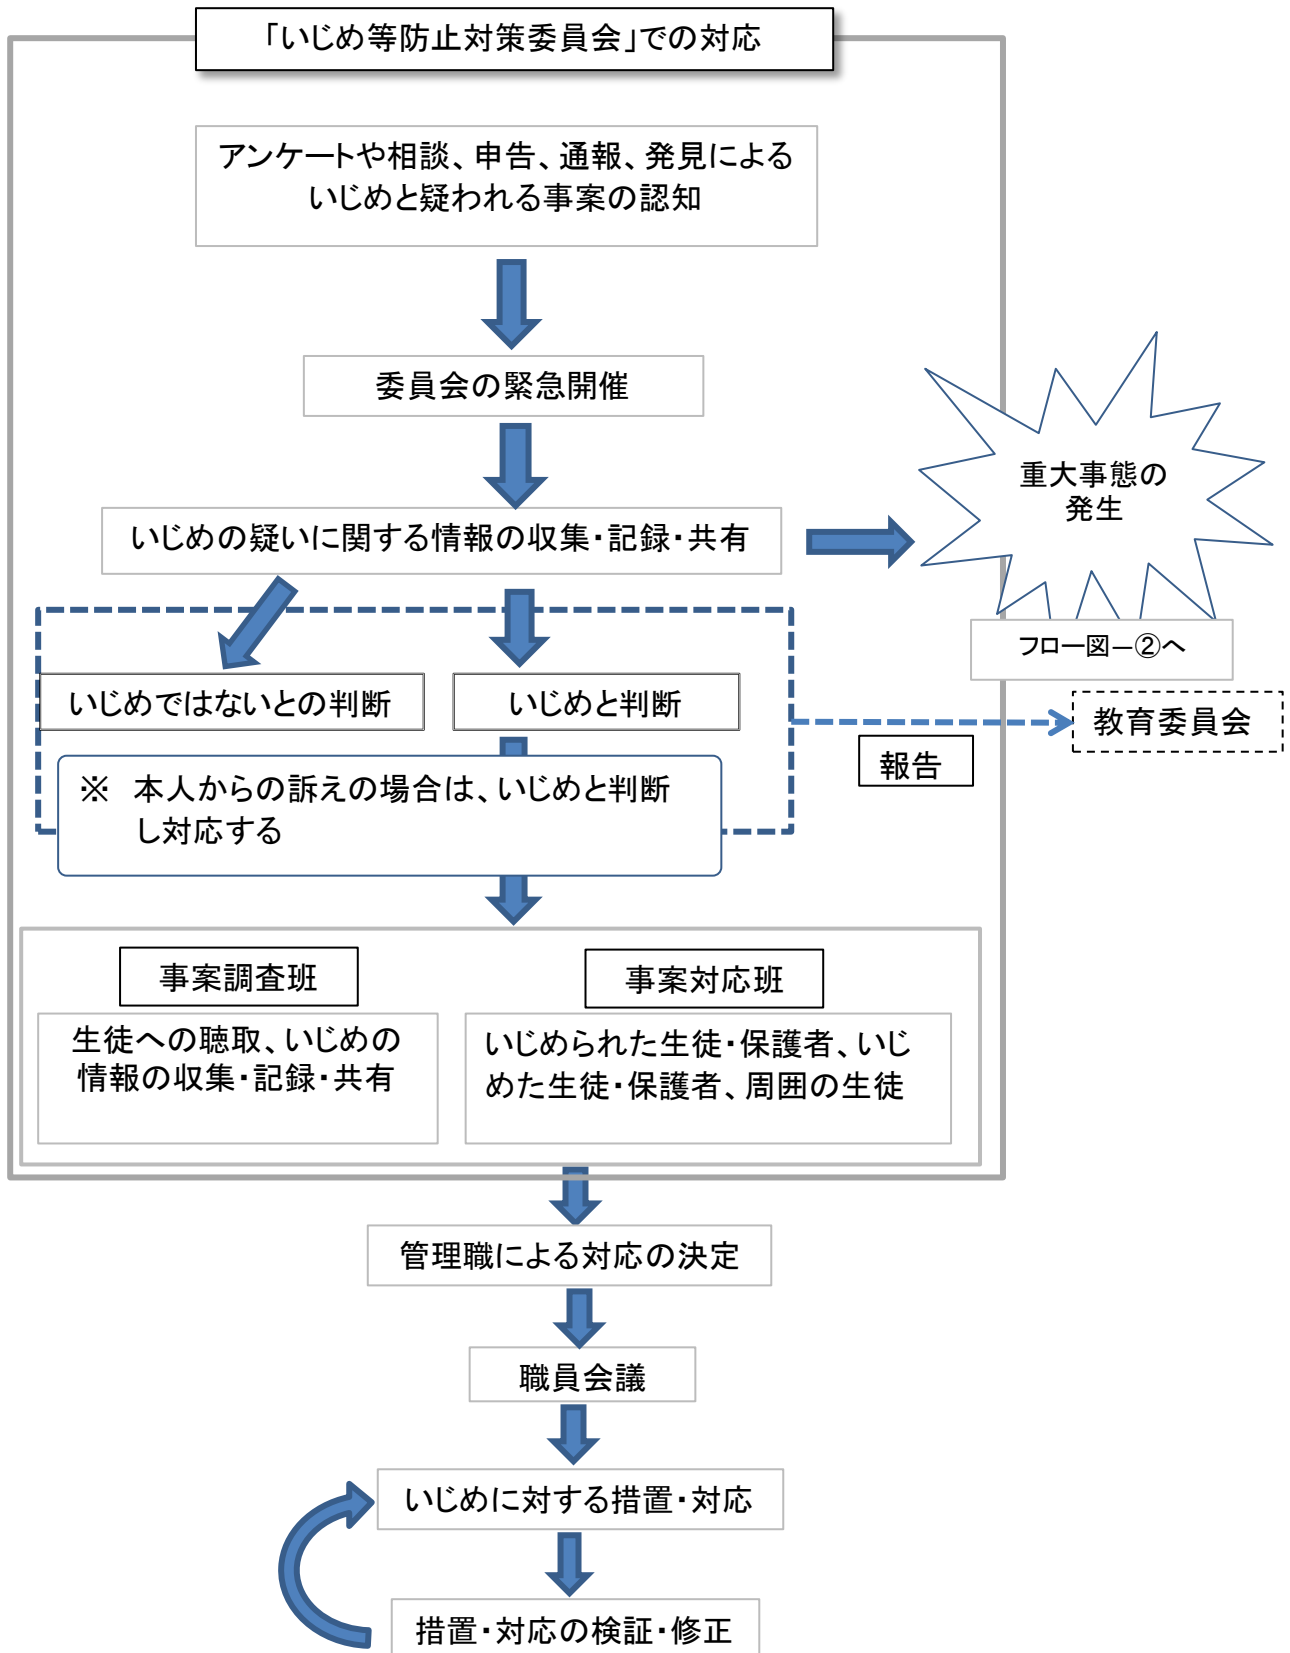 「いじめ等防止対策委員会」での対応
アンケートや相談、申告、通報、発見による
いじめと疑われる事案の認知
委員会の緊急開催
重大事態の
発生
いじめの疑いに関する情報の収集・記録・共有
フロー図―②へ
いじめではないとの判断
いじめと判断
教育委員会
報告
※　本人からの訴えの場合は、いじめと判断
し対応する
事案調査班
事案対応班
生徒への聴取、いじめの
情報の収集・記録・共有
いじめられた生徒・保護者、いじ
めた生徒・保護者、周囲の生徒
管理職による対応の決定
職員会議
いじめに対する措置・対応
措置・対応の検証・修正